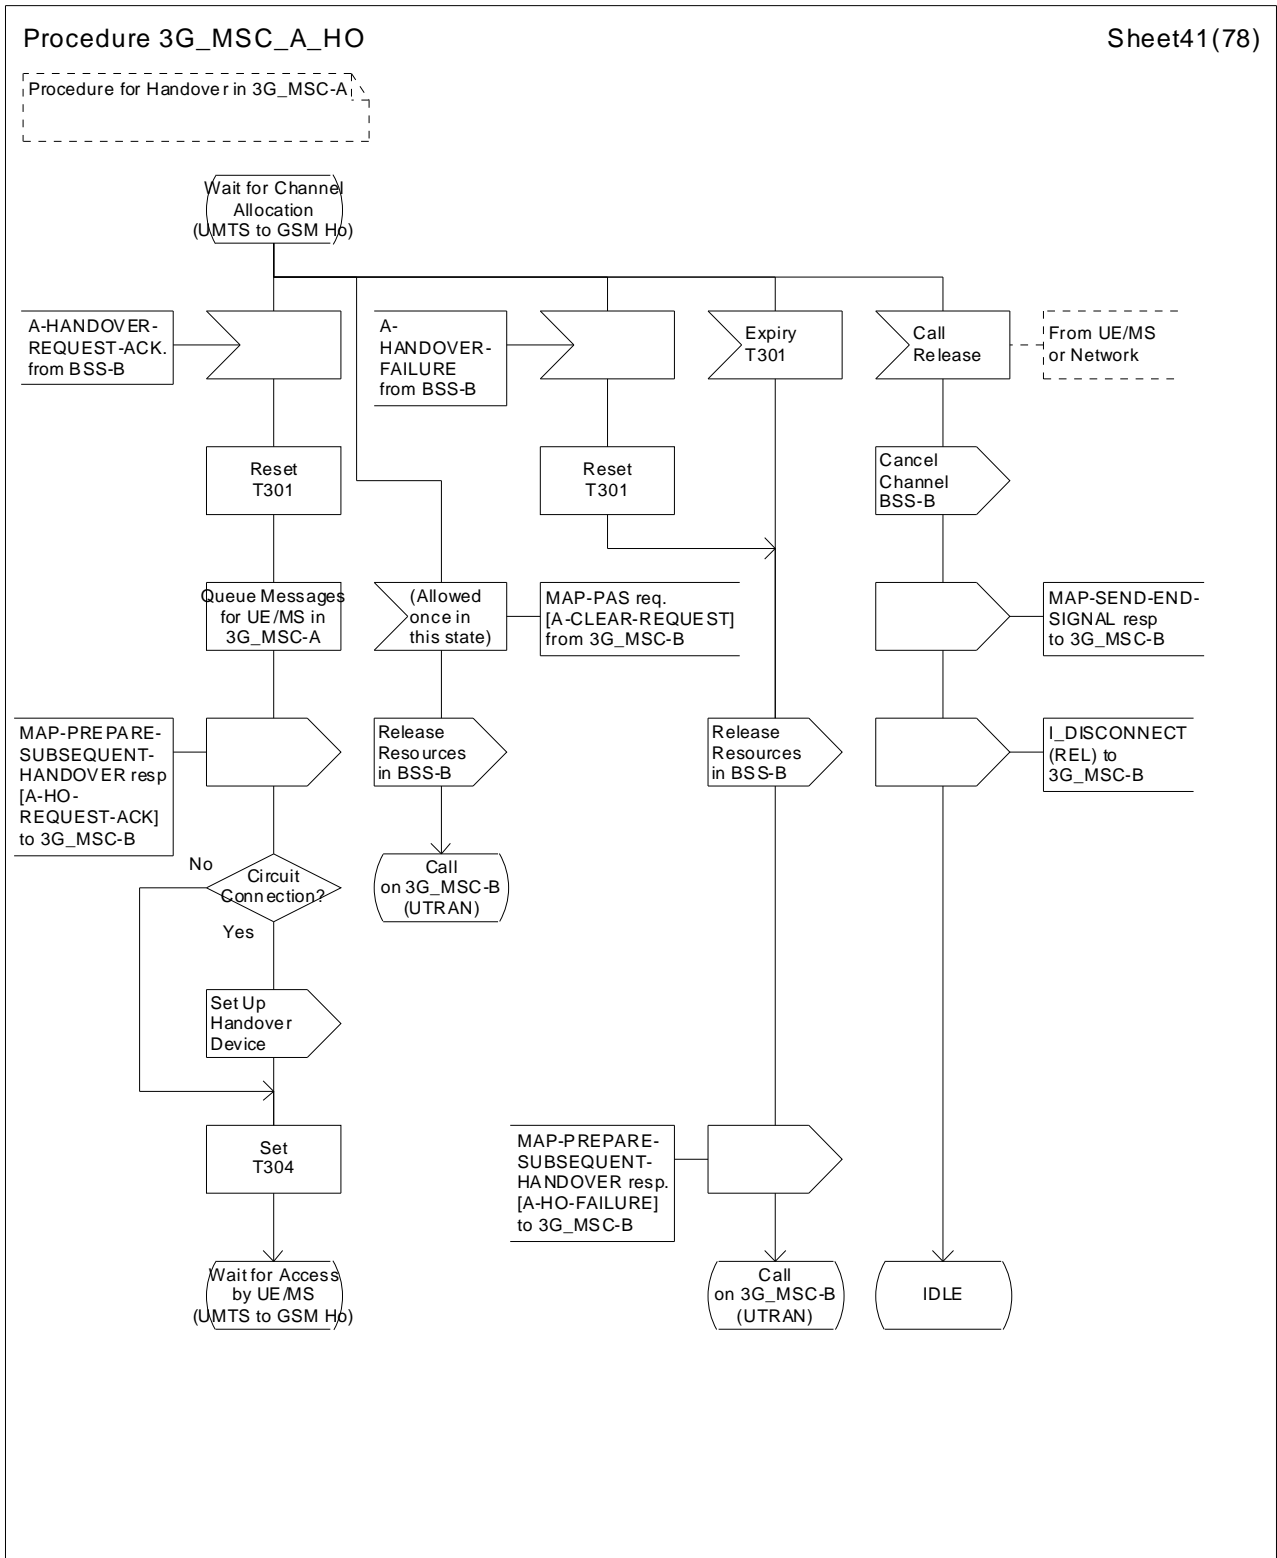 Procedure 3G_MSC_A_HO
Sheet41(78)
Procedure for Handover in 3G_MSC-A
Wait for Channel
Allocation
(UMTS to GSM Ho)
A-HANDOVER-
REQUEST-ACK.
from BSS-B
A-
HANDOVER-
FAILURE
from BSS-B
Expiry
T301
Call
Release
From UE/MS
or Network
Reset
T301
Reset
T301
Cancel
Channel
BSS-B
Queue Messages
for UE/MS in
3G_MSC-A
(Allowed
once in
this state)
MAP-PAS req.
[A-CLEAR-REQUEST]
from 3G_MSC-B
MAP-SEND-END-
SIGNAL resp
to 3G_MSC-B
MAP-PREPARE-
SUBSEQUENT-
HANDOVER resp
[A-HO-
REQUEST-ACK]
to 3G_MSC-B
Release
Resources
in BSS-B
Release
Resources
in BSS-B
I_DISCONNECT
(REL) to
3G_MSC-B
No
Circuit
Connection?
Yes
Call
on 3G_MSC-B
(UTRAN)
Set Up
Handover
Device
Set
T304
MAP-PREPARE-
SUBSEQUENT-
HANDOVER resp.
[A-HO-FAILURE]
to 3G_MSC-B
Wait for Access
by UE/MS
(UMTS to GSM Ho)
Call
on 3G_MSC-B
(UTRAN)
IDLE